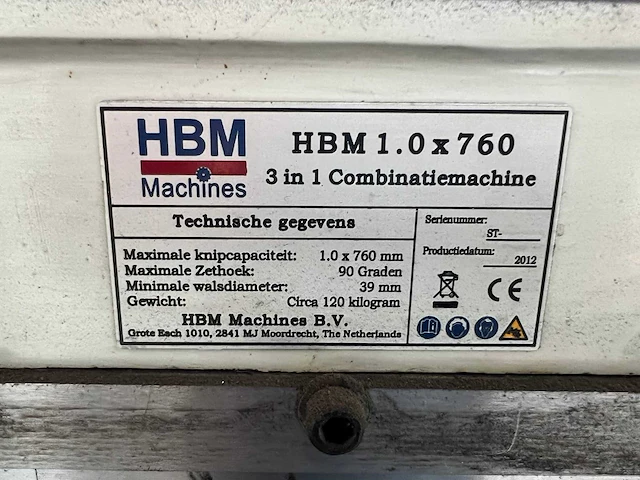 HBM
Machines
HBM 1.0 x 760
3 in 1 Combinatiemachine
Technische gegevens
Maximale knipcapaciteit: 1.0 x 760 mm
Maximale Zethoek: 90 Graden
Minimale walsdiameter: 39 mm
Gewicht: Circa 120 kilogram
HBM Machines B.V.
Grote Esch 1010, 2841 MJ Moordrecht, The Netherlands
Serienummer:
ST-
Productiedatum:
2012
CE